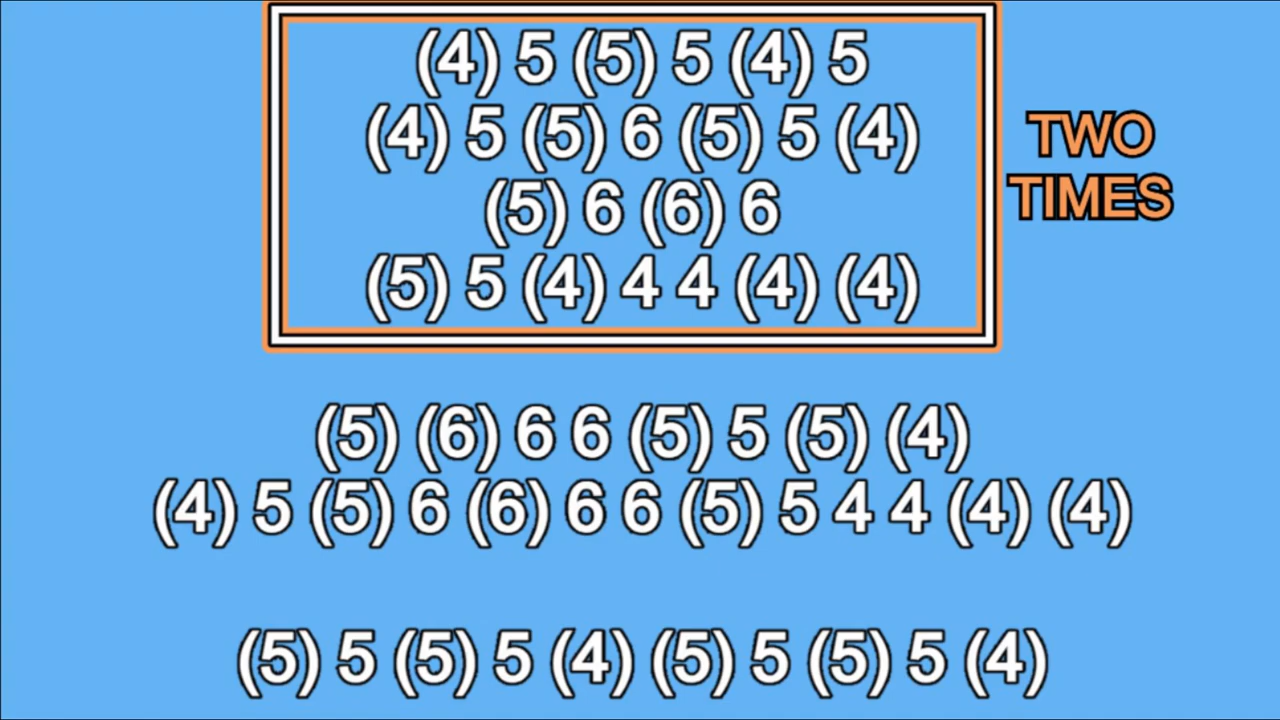 (4) 5 (5) 5 (4) 5
(4) 5 (5) 6 (5) 5 (4)
(5) 6 (6) 6
(5) 5 (4) 4 4 (4) (4)
TWO
TIMES
(5) (6) 6 6 (5) 5 (5) (4)
(4) 5 (5) 6 (6) 6 6 (5) 5 4 4 (4) (4)
(5) 5 (5) 5 (4) (5) 5 (5) 5 (4)